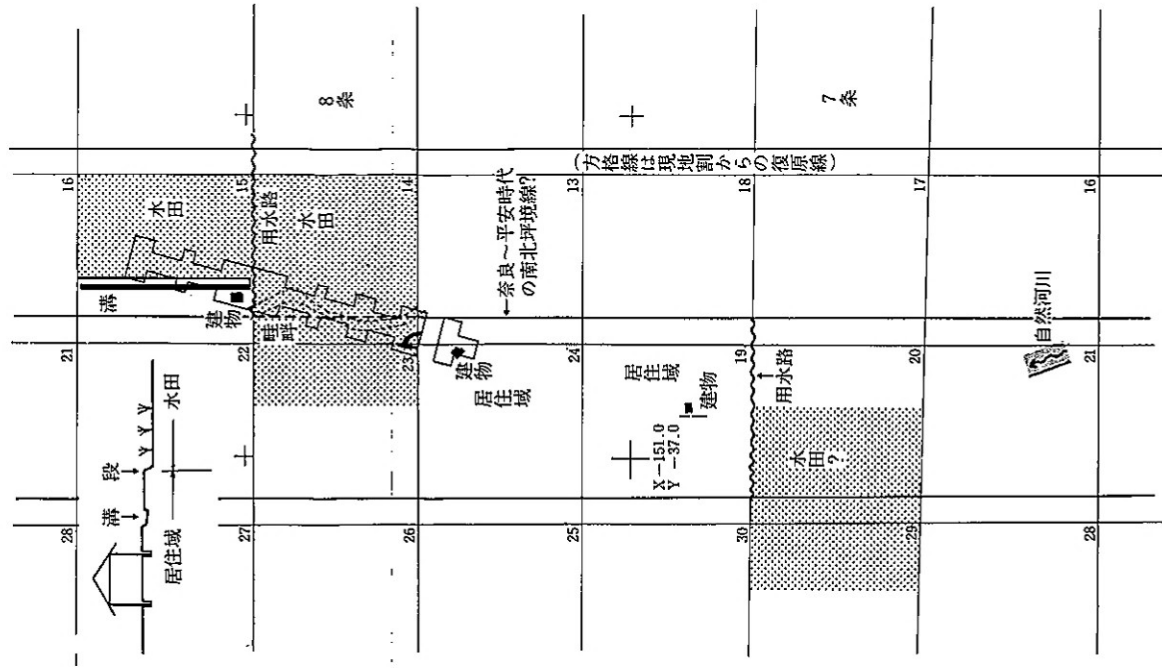 28
27
26
25
30
29
28
21
22
23
24
19
20
21
16
15
14
13
18
17
16
8条
7条
(方格線は現地割からの復原線)
水田
用水路
水田
溝
建物
畦畔
建物
居住域
奈良~平安時代
の南北坪境線?
居住域
建物
X-151.0
Y-37.0
用水路
水田?
自然河川
居住域
溝
段
水田